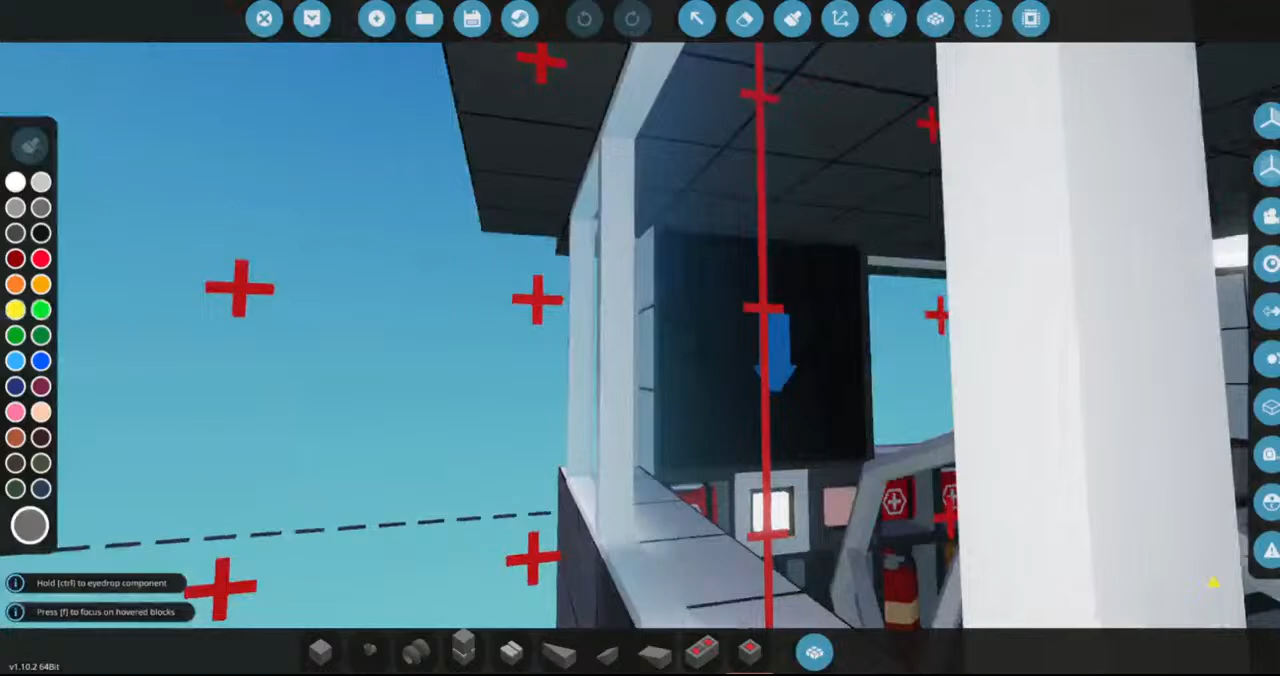 Hold [ctrl] to eyedrop component
Press [f] to focus on hovered blocks
v1.10.2 64Bit